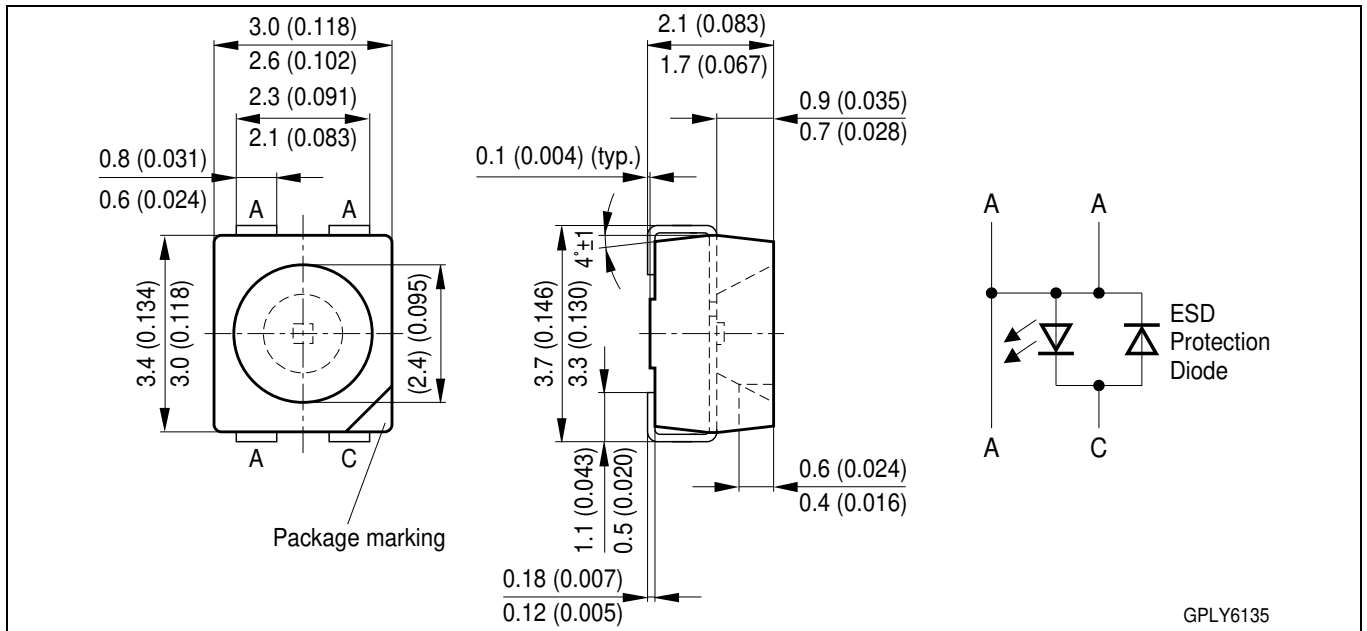 3.0 (0.118)
2.6 (0.102)
2.3 (0.091)
2.1 (0.083)
0.8 (0.031)
0.6 (0.024)
A A
3.4 (0.134)
3.0 (0.118)
(2.4) (0.095)
A C
Package marking
2.1 (0.083)
1.7 (0.067)
0.9 (0.035)
0.7 (0.028)
0.1 (0.004) (typ.)
4°±1
3.7 (0.146)
3.3 (0.130)
1.1 (0.043)
0.5 (0.020)
0.6 (0.024)
0.4 (0.016)
0.18 (0.007)
0.12 (0.005)
A A
ESD
Protection
Diode
A C
GPLY6135